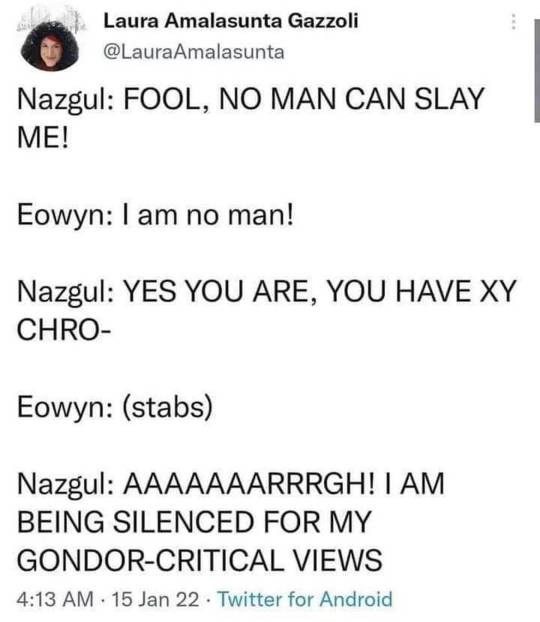 Laura Amalasunta Gazzoli
@LauraAmalasunta
Nazgul: FOOL, NO MAN CAN SLAY
ME!
Eowyn: I am no man!
Nazgul: YES YOU ARE, YOU HAVE XY
CHRO-
Eowyn: (stabs)
Nazgul: AAAAAAARRRGH! I AM
BEING SILENCED FOR MY
GONDOR-CRITICAL VIEWS
4:13 AM · 15 Jan 22 · Twitter for Android